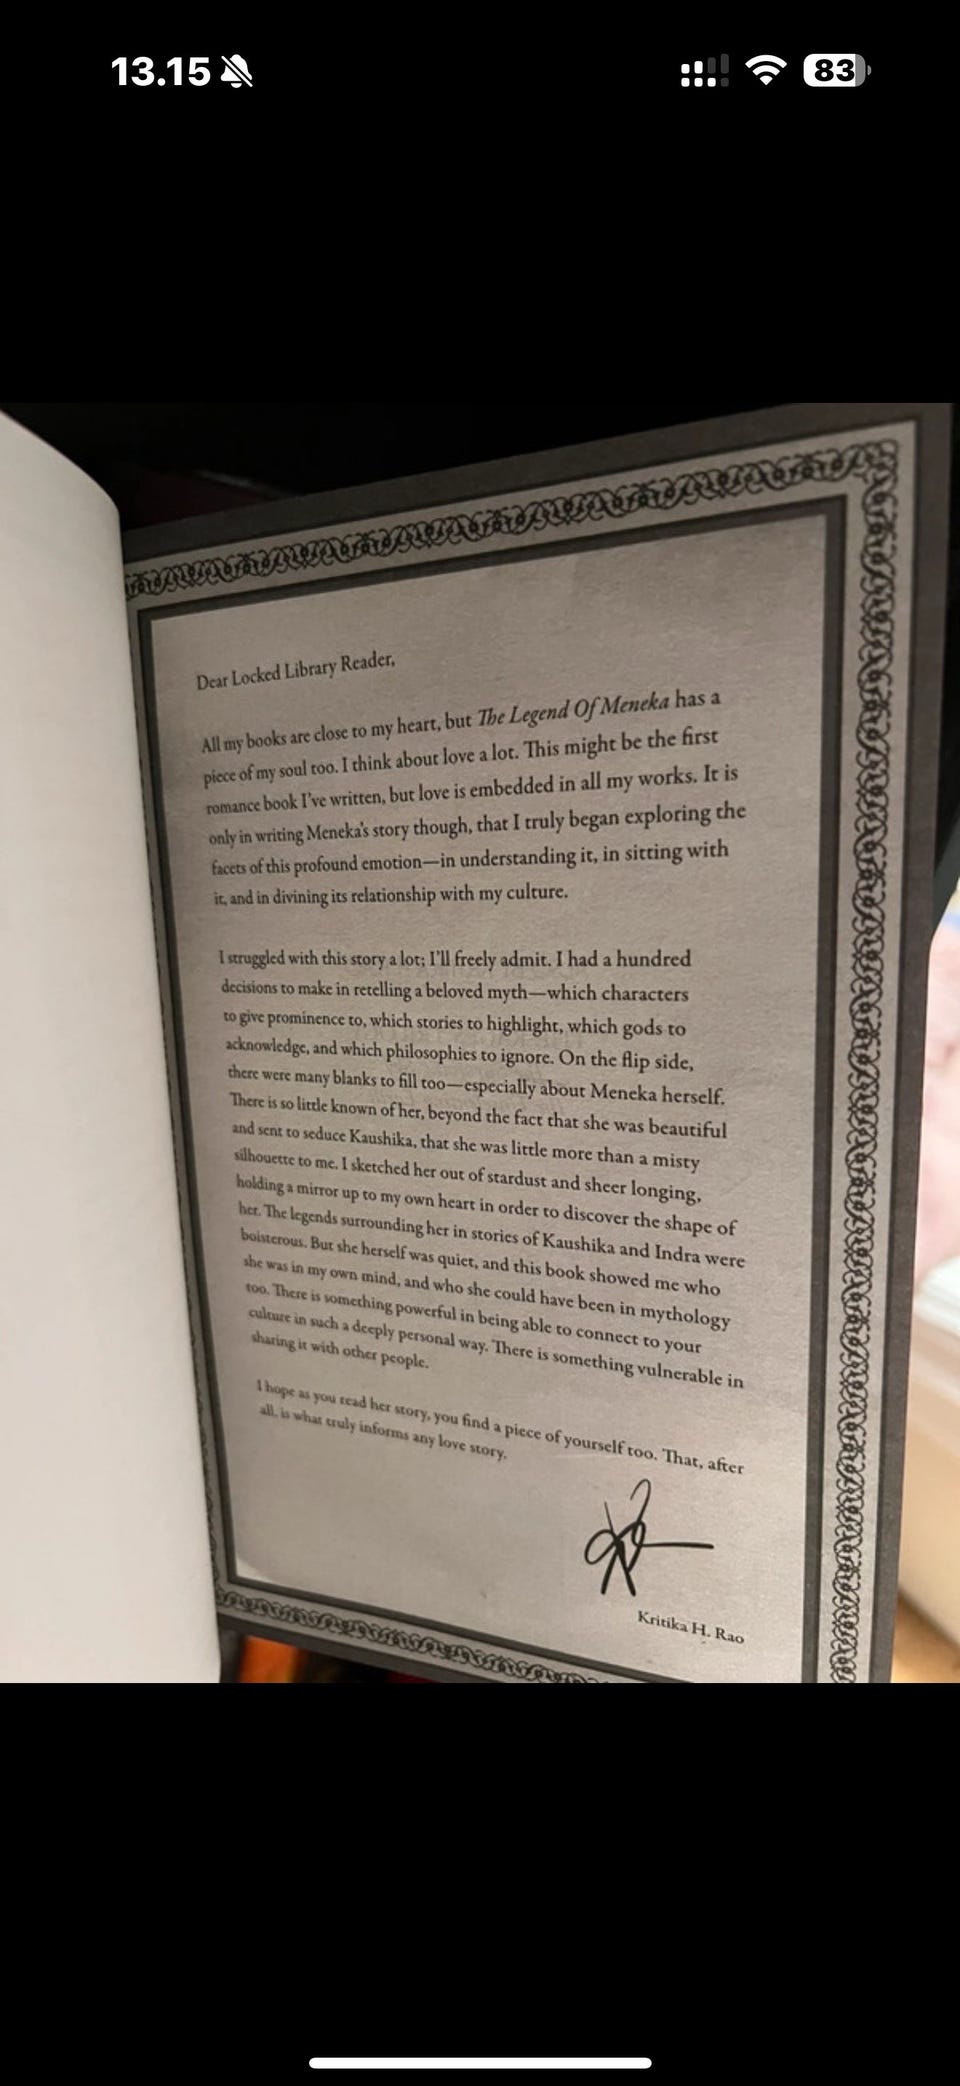 13.15
83
Dear Locked Library Reader,
All my books are close to my heart, but The Legend Of Meneka has a
piece of my soul too. I think about love a lot. This might be the first
romance book I've written, but love is embedded in all my works. It is
only in writing Meneka's story though, that I truly began exploring the
facets of this profound emotion—in understanding it, in sitting with
it, and in divining its relationship with my culture.
I struggled with this story a lot; I'll freely admit. I had a hundred
decisions to make in retelling a beloved myth—which characters
to give prominence to, which stories to highlight, which gods to
acknowledge, and which philosophies to ignore. On the flip side,
there were many blanks to fill too—especially about Meneka herself.
There is so little known of her, beyond the fact that she was beautiful
and sent to seduce Kaushika, that she was little more than a misty
silhouette to me. I sketched her out of stardust and sheer longing,
holding a mirror up to my own heart in order to discover the shape of
her. The legends surrounding her in stories of Kaushika and Indra were
boisterous. But she herself was quiet, and this book showed me who
she was in my own mind, and who she could have been in mythology
too. There is something powerful in being able to connect to your
culture in such a deeply personal way. There is something vulnerable in
sharing it with other people.
I hope as you read her story, you find a piece of yourself too. That, after
all, is what truly informs any love story.
Kritika H. Rao